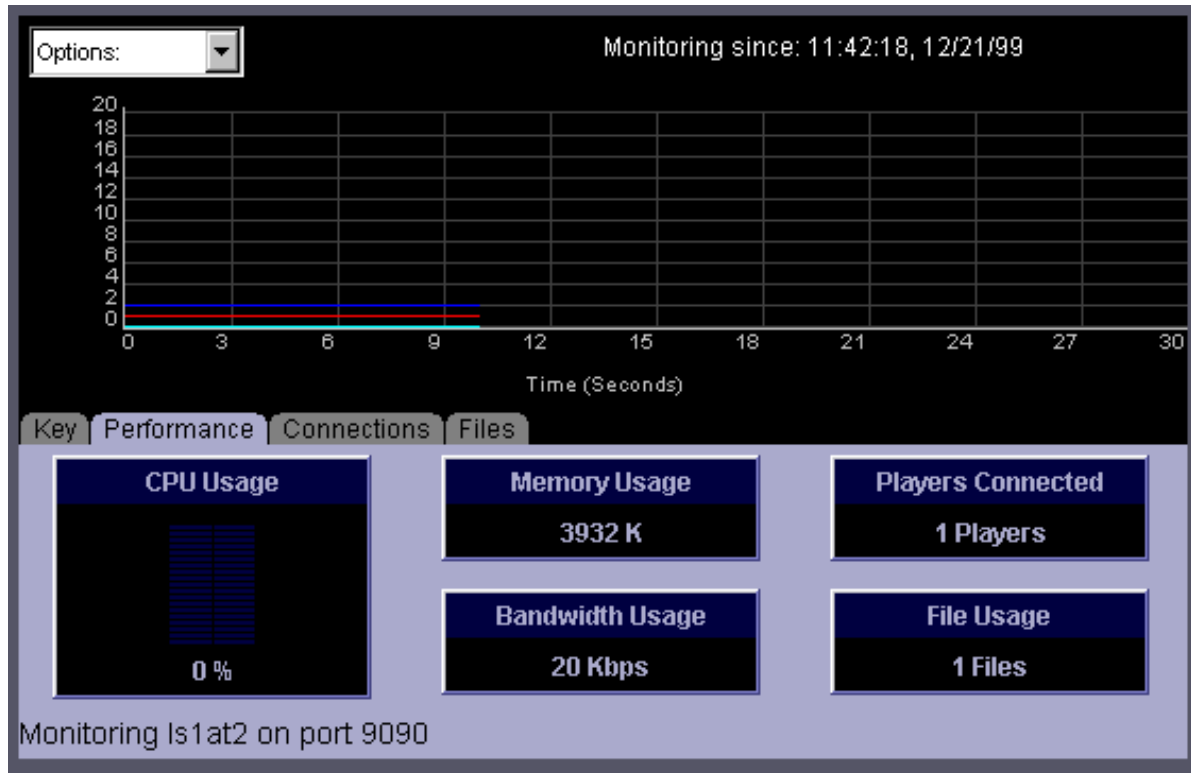 Options:
Monitoring since: 11:42:18, 12/21/99
20
18
16
14
12
10
8
6
4
2
0
0 3 6 9 12 15 18 21 24 27 30
Time (Seconds)
Key Performance Connections Files
CPU Usage
0 %
Memory Usage
3932 K
Players Connected
1 Players
Bandwidth Usage
20 Kbps
File Usage
1 Files
Monitoring ls1at2 on port 9090